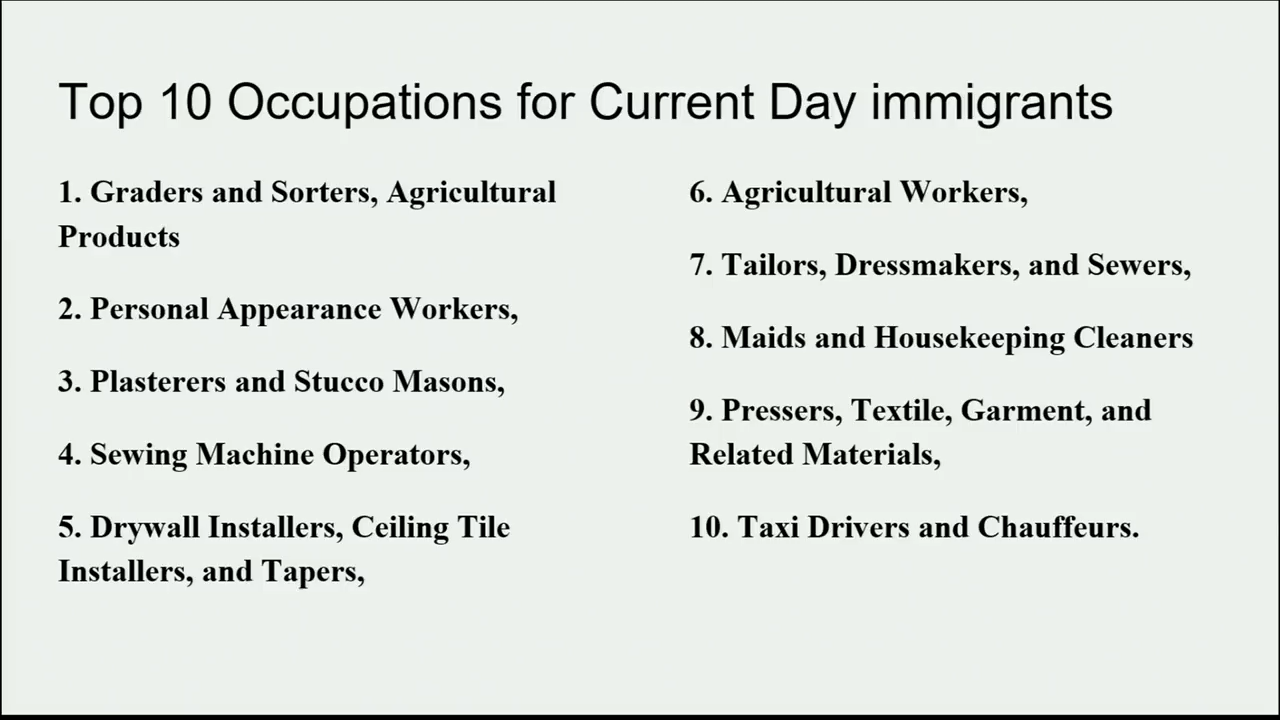 Top 10 Occupations for Current Day immigrants
1. Graders and Sorters, Agricultural
Products
2. Personal Appearance Workers,
3. Plasterers and Stucco Masons,
4. Sewing Machine Operators,
5. Drywall Installers, Ceiling Tile
Installers, and Tapers,
6. Agricultural Workers,
7. Tailors, Dressmakers, and Sewers,
8. Maids and Housekeeping Cleaners
9. Pressers, Textile, Garment, and
Related Materials,
10. Taxi Drivers and Chauffeurs.